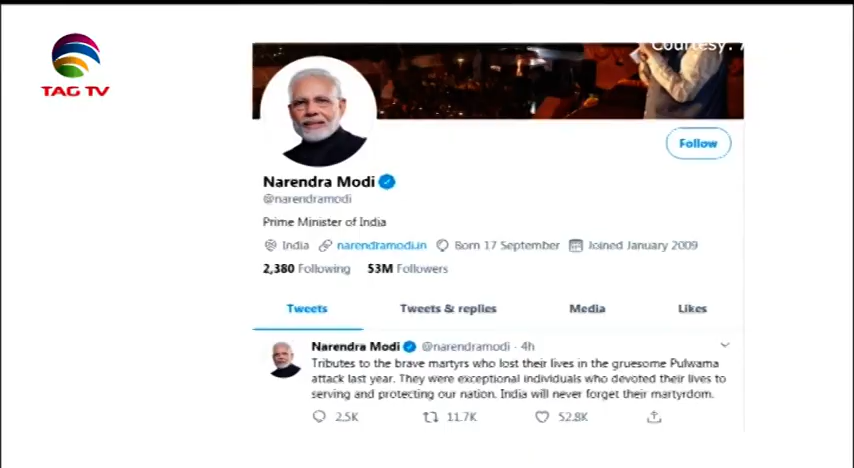 Courtesy:
TAG TV
Follow
Narendra Modi
@narendramodi
Prime Minister of India
India narendramodi.in Born 17 September Joined January 2009
2,380 Following 53M Followers
Tweets Tweets & replies Media Likes
Narendra Modi @narendramodi · 4h
Tributes to the brave martyrs who lost their lives in the gruesome Pulwama
attack last year. They were exceptional individuals who devoted their lives to
serving and protecting our nation. India will never forget their martyrdom.
2.5K 11.7K 52.8K